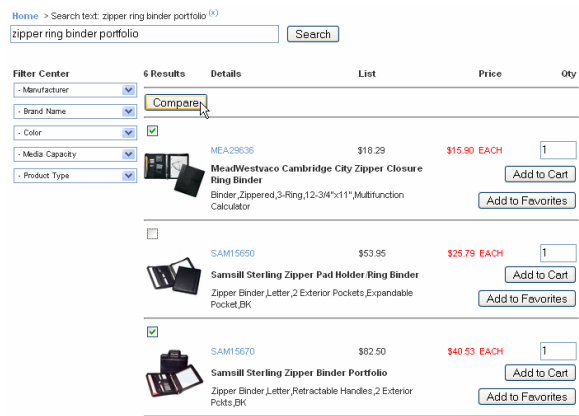 Home > Search text: zipper ring binder portfolio (x)
zipper ring binder portfolio Search
Filter Center 6 Results Details List Price Qty
- Manufacturer
Compare
- Brand Name
- Color
- Media Capacity
- Product Type
MEA29636 $18.29 $15.90 EACH 1
MeadWestvaco Cambridge City Zipper Closure
Ring Binder
Add to Cart
Binder,Zippered,3-Ring,12-3/4"x11",Multifunction
Calculator
Add to Favorites
SAM15650 $53.95 $25.79 EACH 1
Samsill Sterling Zipper Pad Holder/Ring Binder
Add to Cart
Zipper Binder,Letter,2 Exterior Pockets,Expandable
Pocket,BK
Add to Favorites
SAM15670 $82.50 $40.53 EACH 1
Samsill Sterling Zipper Binder Portfolio
Add to Cart
Zipper Binder,Letter,Retractable Handles,2 Exterior
Pckts,BK
Add to Favorites